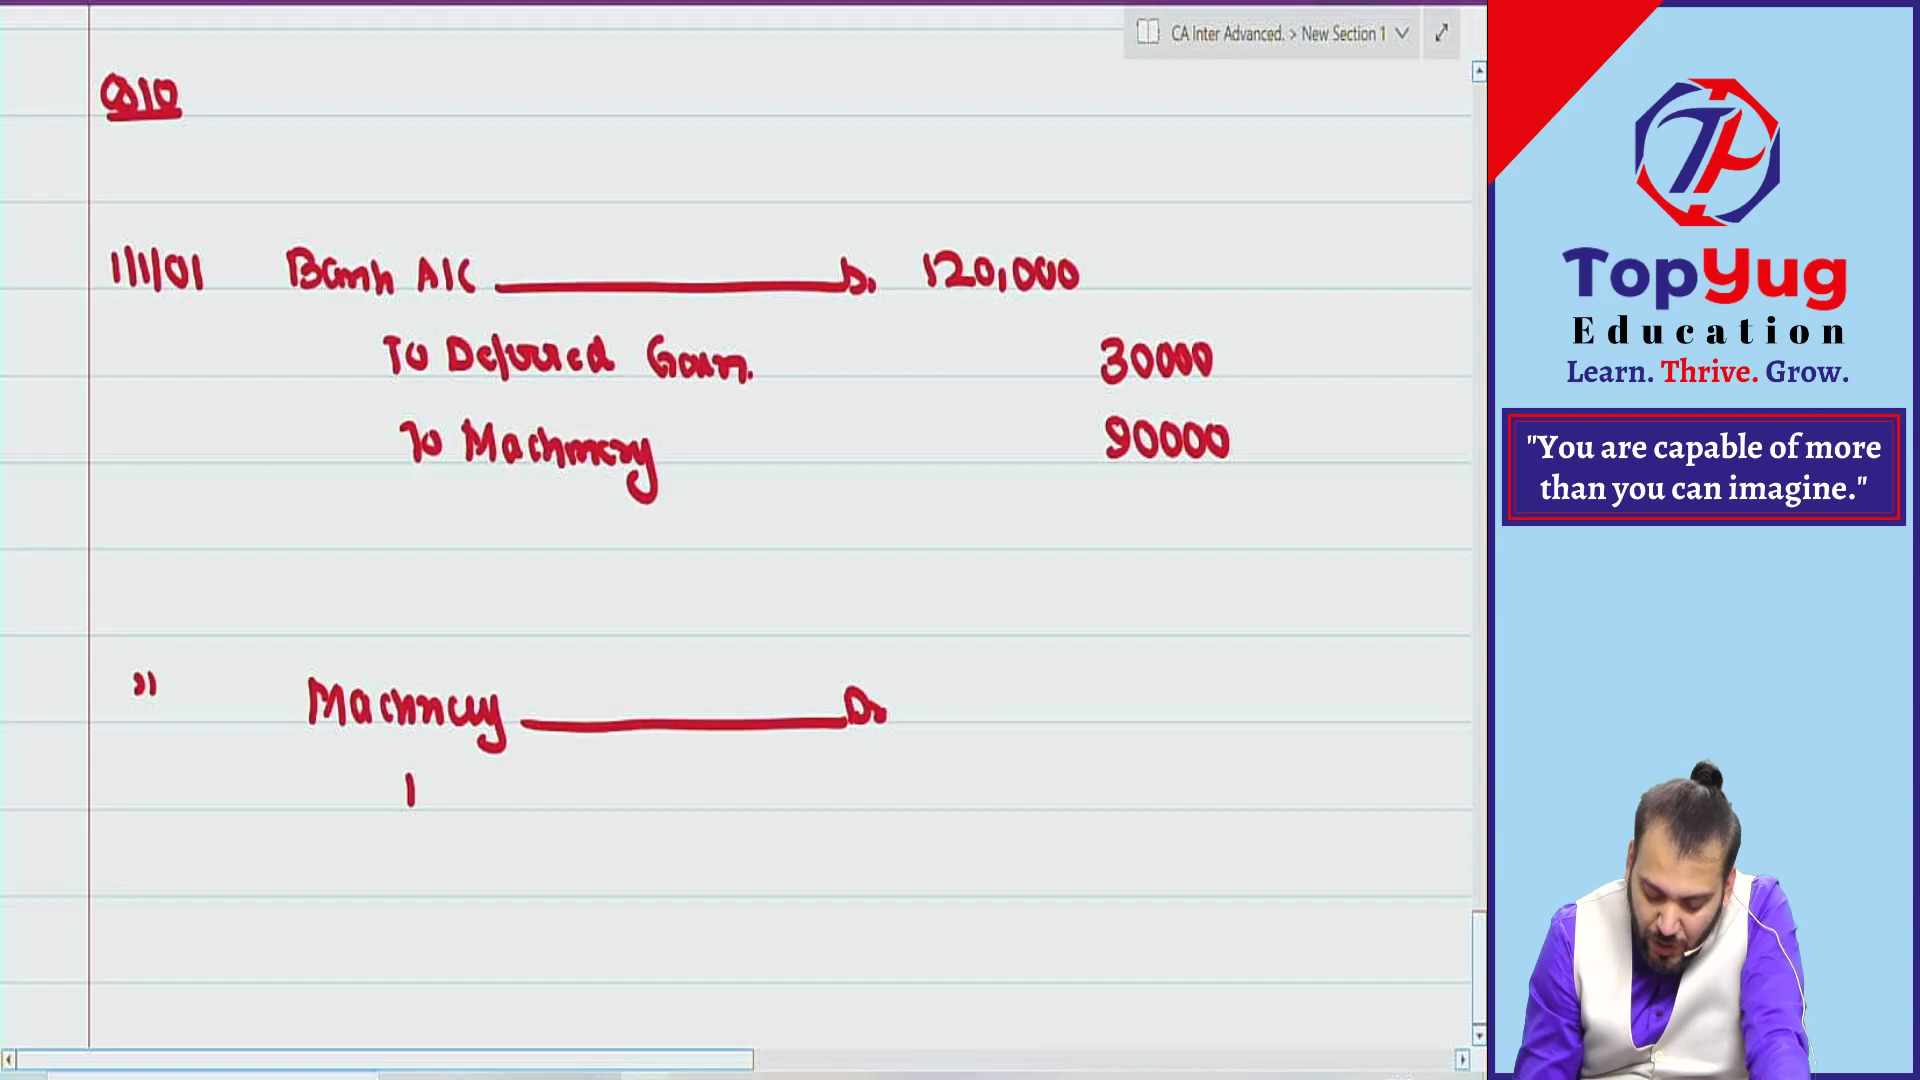 CA Inter Advanced. > New Section 1
Q10
1/1/01 Bank A/C Dr. 120,000
To Deferred Gain. 30000
To Machinery 90000
" Machinery Dr
TopYug
Education
Learn. Thrive. Grow.
"You are capable of more
than you can imagine."